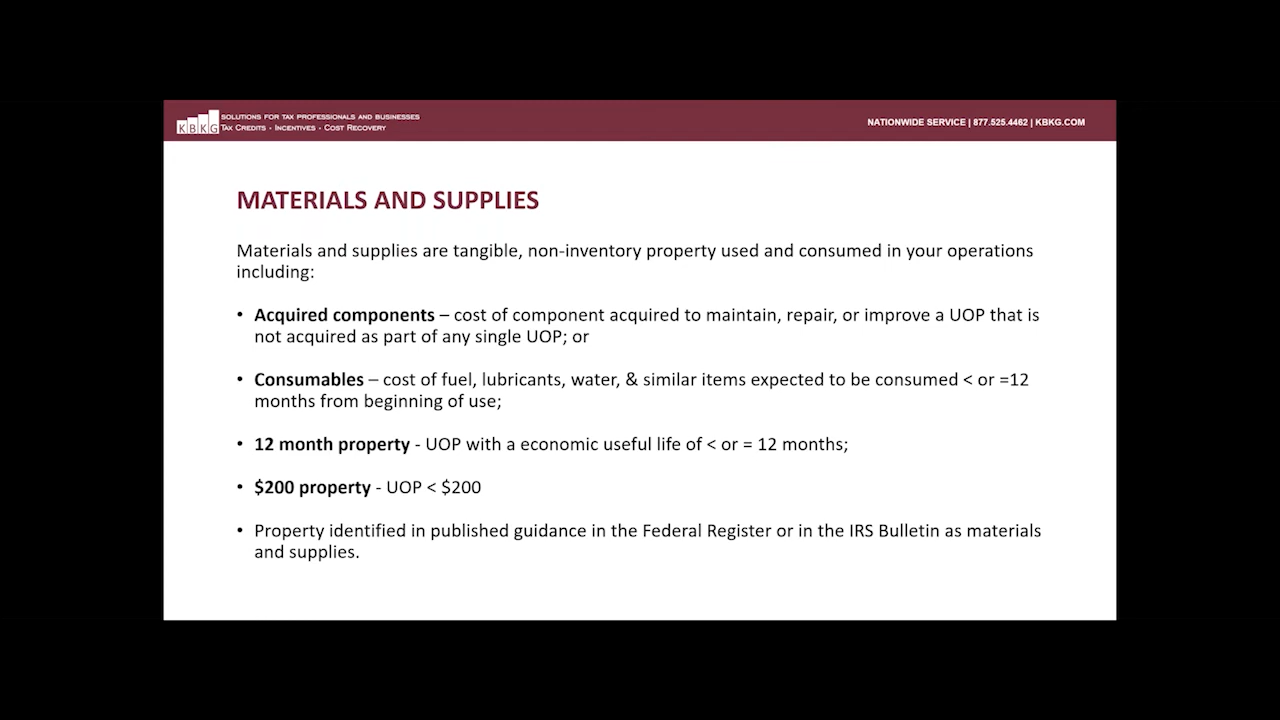 KBKG
SOLUTIONS FOR TAX PROFESSIONALS AND BUSINESSES
TAX CREDITS • INCENTIVES • COST RECOVERY
NATIONWIDE SERVICE | 877.525.4462 | KBKG.COM
MATERIALS AND SUPPLIES
Materials and supplies are tangible, non-inventory property used and consumed in your operations
including:
• Acquired components – cost of component acquired to maintain, repair, or improve a UOP that is
not acquired as part of any single UOP; or
• Consumables – cost of fuel, lubricants, water, & similar items expected to be consumed < or =12
months from beginning of use;
• 12 month property - UOP with a economic useful life of < or = 12 months;
• $200 property - UOP < $200
• Property identified in published guidance in the Federal Register or in the IRS Bulletin as materials
and supplies.